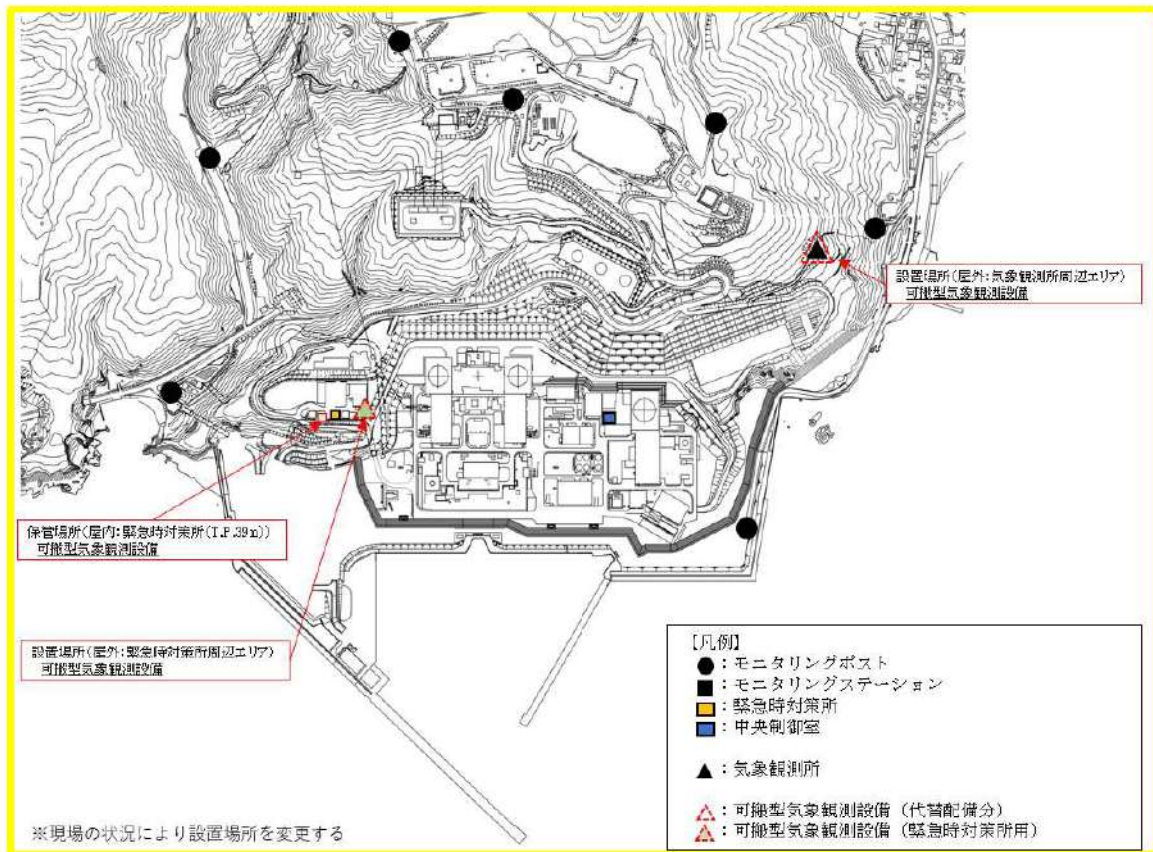 設置場所(屋外:気象観測所周辺エリア)
可搬型気象観測設備
保管場所(屋内:緊急時対策所(T.P.39m))
可搬型気象観測設備
設置場所(屋外:緊急時対策所周辺エリア)
可搬型気象観測設備
【凡例】
●:モニタリングポスト
■:モニタリングステーション
:緊急時対策所
:中央制御室
▲:気象観測所
△:可搬型気象観測設備(代替配備分)
△:可搬型気象観測設備(緊急時対策所用)
※現場の状況により設置場所を変更する